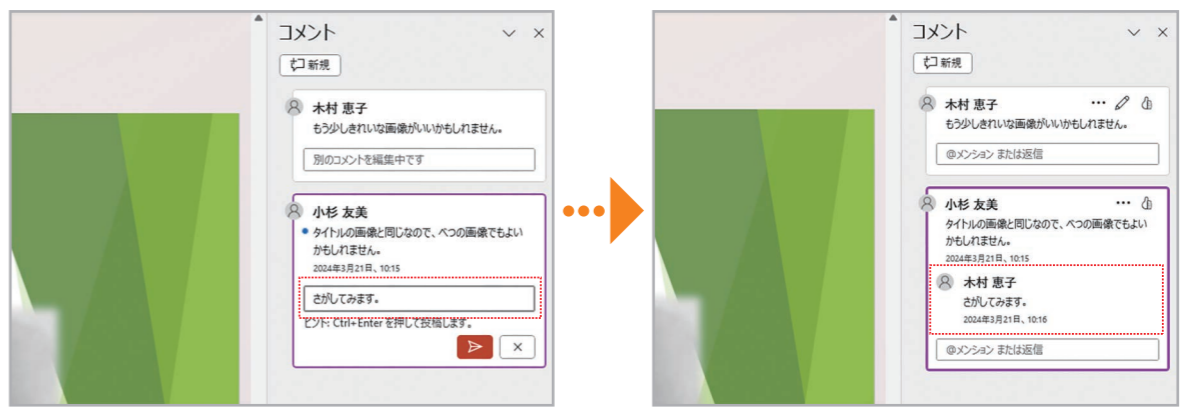 コメント
新規
木村 恵子
もう少しきれいな画像がいいかもしれません。
別のコメントを編集中です
小杉 友美
タイトルの画像と同じなので、べつの画像でもよい
かもしれません。
2024年3月21日、10:15
さがしてみます。
ヒント: Ctrl+Enter を押して投稿します。
コメント
新規
木村 恵子
もう少しきれいな画像がいいかもしれません。
@メンション または返信
小杉 友美
タイトルの画像と同じなので、べつの画像でもよい
かもしれません。
2024年3月21日、10:15
木村 恵子
さがしてみます。
2024年3月21日、10:16
@メンション または返信